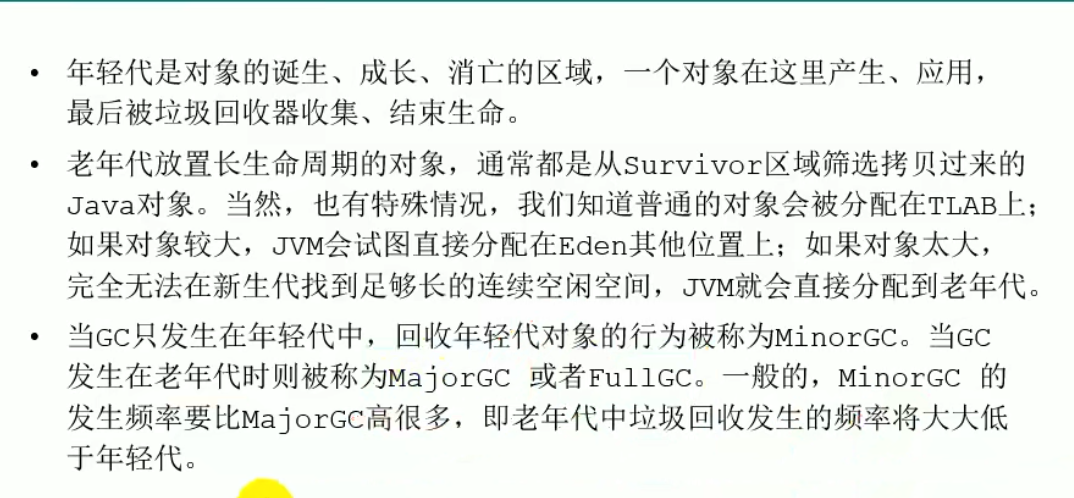 • 年轻代是对象的诞生、成长、消亡的区域，一个对象在这里产生、应用，
最后被垃圾回收器收集、结束生命。
• 老年代放置长生命周期的对象，通常都是从Survivor区域筛选拷贝过来的
Java对象。当然，也有特殊情况，我们知道普通的对象会被分配在TLAB上；
如果对象较大，JVM会试图直接分配在Eden其他位置上；如果对象太大，
完全无法在新生代找到足够长的连续空闲空间，JVM就会直接分配到老年代。
• 当GC只发生在年轻代中，回收年轻代对象的行为被称为MinorGC。当GC
发生在老年代时则被称为MajorGC 或者FullGC。一般的，MinorGC 的
发生频率要比MajorGC高很多，即老年代中垃圾回收发生的频率将大大低
于年轻代。